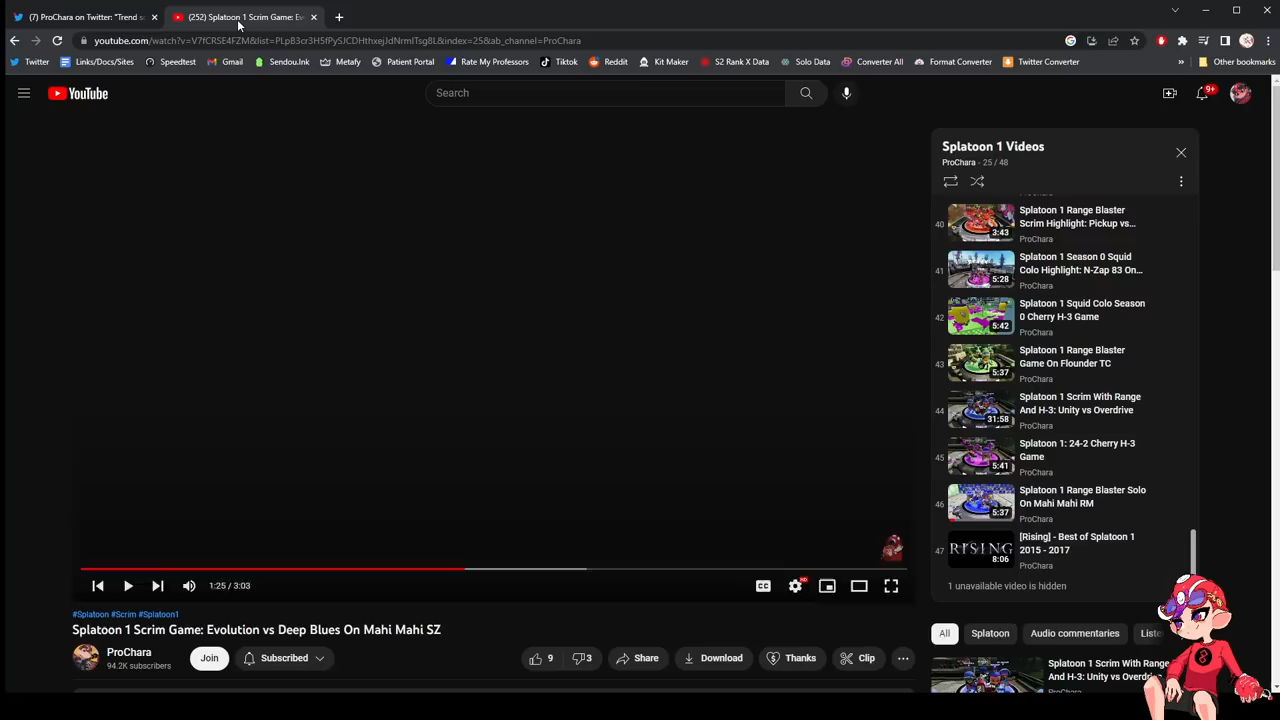 (7) ProChara on Twitter: "Trend s
(252) Splatoon 1 Scrim Game: Ev
youtube.com/watch?v=V7fCRSE4FZM&list=PLpB3cr3H5fPySJCDHthxejJdNrmlTsg8L&index=25&ab_channel=ProChara
Twitter
Links/Docs/Sites
Speedtest
Gmail
Sendou.Ink
Metafy
Patient Portal
Rate My Professors
Tiktok
Reddit
Kit Maker
S2 Rank X Data
Solo Data
Converter All
Format Converter
Twitter Converter
»
Other bookmarks
YouTube
Search
9+
Splatoon 1 Videos
ProChara - 25 / 48
40
3:43
Splatoon 1 Range Blaster
Scrim Highlight: Pickup vs...
ProChara
41
5:28
Splatoon 1 Season 0 Squid
Colo Highlight: N-Zap 83 On...
ProChara
42
5:42
Splatoon 1 Squid Colo Season
0 Cherry H-3 Game
ProChara
43
5:37
Splatoon 1 Range Blaster
Game On Flounder TC
ProChara
44
31:58
Splatoon 1 Scrim With Range
And H-3: Unity vs Overdrive
ProChara
45
5:41
Splatoon 1: 24-2 Cherry H-3
Game
ProChara
46
5:37
Splatoon 1 Range Blaster Solo
On Mahi Mahi RM
ProChara
47
RISING
8:06
[Rising] - Best of Splatoon 1
2015 - 2017
ProChara
1 unavailable video is hidden
1:25 / 3:03
CC
HD
#Splatoon #Scrim #Splatoon1
Splatoon 1 Scrim Game: Evolution vs Deep Blues On Mahi Mahi SZ
ProChara
94.2K subscribers
Join
Subscribed
9
3
Share
Download
Thanks
Clip
All
Splatoon
Audio commentaries
Liste
Splatoon 1 Scrim With Range
And H-3: Unity vs Overdrive